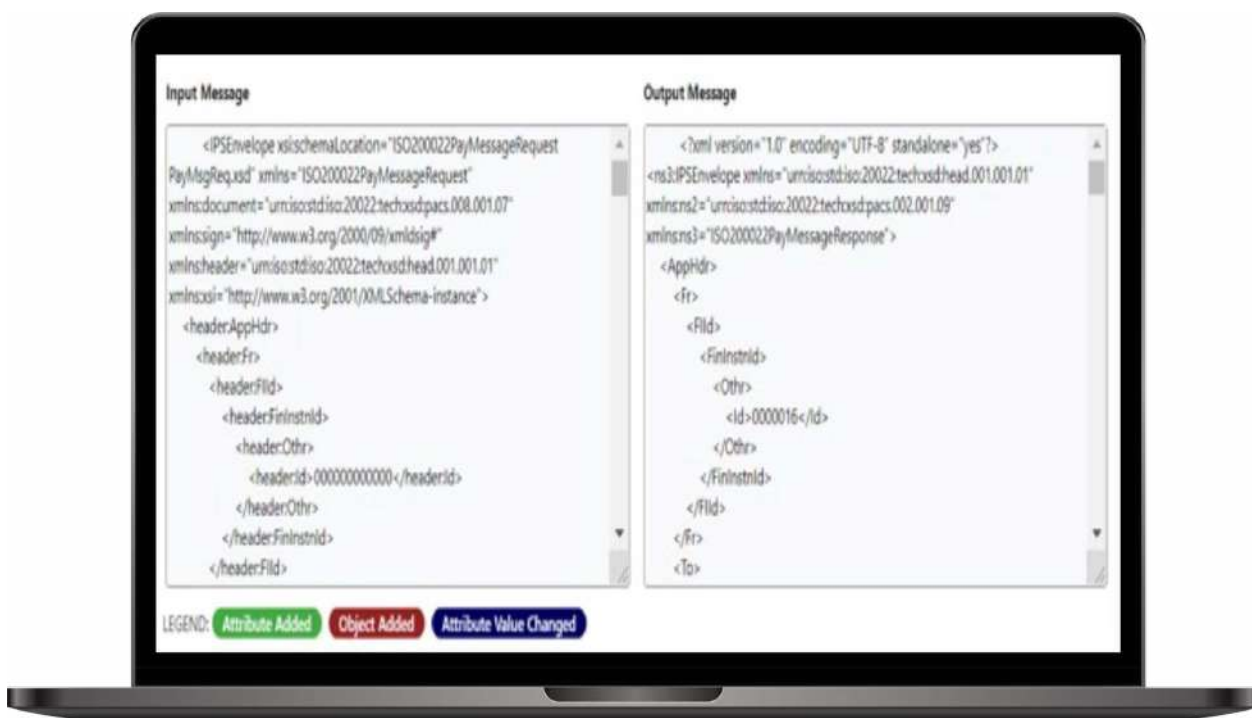 Input Message
<IPSEnvelope xsi:schemaLocation="ISO200022PayMessageRequest
PayMsgReq.xsd" xmlns="ISO200022PayMessageRequest"
xmlns:document="urn:iso:std:iso:20022:tech:xsd:pacs.008.001.07"
xmlns:sign="http://www.w3.org/2000/09/xmldsig#"
xmlns:header="urn:iso:std:iso:20022:tech:xsd:head.001.001.01"
xmlns:xsi="http://www.w3.org/2001/XMLSchema-instance">
<header:AppHdr>
<header:Fr>
<header:FIId>
<header:FinInstnId>
<header:Othr>
<header:Id>000000000000</header:Id>
</header:Othr>
</header:FinInstnId>
</header:FIId>
Output Message
<?xml version="1.0" encoding="UTF-8" standalone="yes"?>
<ns3:IPSEnvelope xmlns="urn:iso:std:iso:20022:tech:xsd:head.001.001.01"
xmlns:ns2="urn:iso:std:iso:20022:tech:xsd:pacs.002.001.09"
xmlns:ns3="ISO200022PayMessageResponse">
<AppHdr>
<Fr>
<FIId>
<FinInstnId>
<Othr>
<Id>0000016</Id>
</Othr>
</FinInstnId>
</FIId>
</Fr>
<To>
LEGEND: Attribute Added Object Added Attribute Value Changed